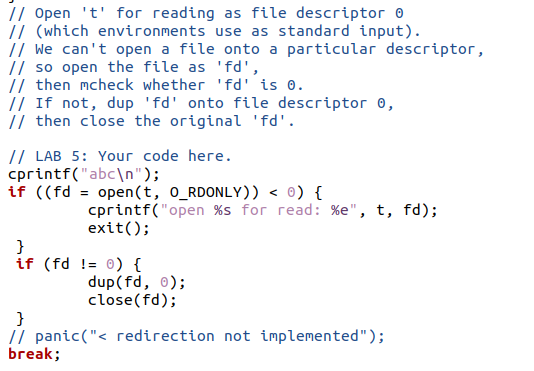 // Open 't' for reading as file descriptor 0
// (which environments use as standard input).
// We can't open a file onto a particular descriptor,
// so open the file as 'fd',
// then mcheck whether 'fd' is 0.
// If not, dup 'fd' onto file descriptor 0,
// then close the original 'fd'.

// LAB 5: Your code here.
cprintf("abc\n");
if ((fd = open(t, O_RDONLY)) < 0) {
        cprintf("open %s for read: %e", t, fd);
        exit();
 }
 if (fd != 0) {
        dup(fd, 0);
        close(fd);
 }
// panic("< redirection not implemented");
break;